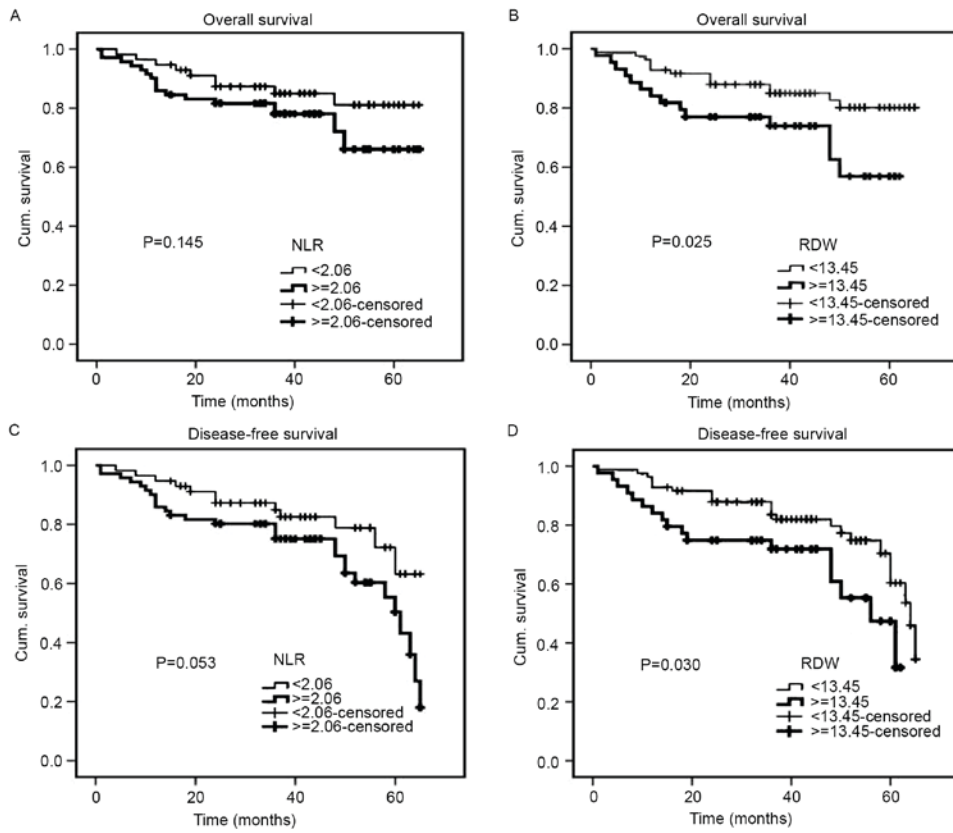 A
Overall survival
1.0
0.8
0.6
0.4
0.2
0.0
Cum. survival
P=0.145
NLR
<2.06
>=2.06
<2.06-censored
>=2.06-censored
0 20 40 60
Time (months)
B
Overall survival
1.0
0.8
0.6
0.4
0.2
0.0
Cum. survival
P=0.025
RDW
<13.45
>=13.45
<13.45-censored
>=13.45-censored
0 20 40 60
Time (months)
C
Disease-free survival
1.0
0.8
0.6
0.4
0.2
0.0
Cum. survival
P=0.053
NLR
<2.06
>=2.06
<2.06-censored
>=2.06-censored
0 20 40 60
Time (months)
D
Disease-free survival
1.0
0.8
0.6
0.4
0.2
0.0
Cum. survival
P=0.030
RDW
<13.45
>=13.45
<13.45-censored
>=13.45-censored
0 20 40 60
Time (months)